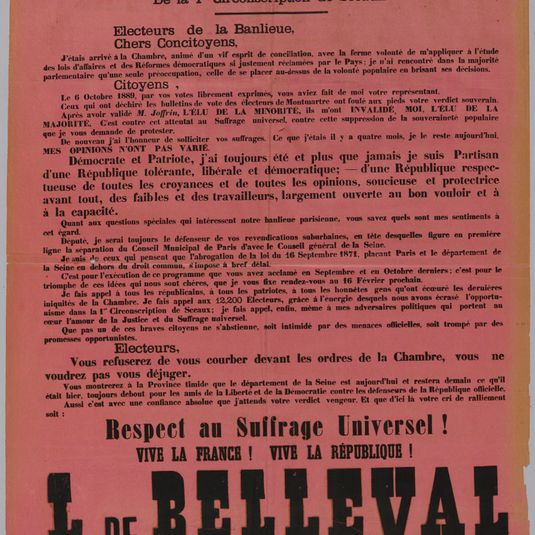 De la 1re Circonscription de Sceaux
Electeurs de la Banlieue,
Chers Concitoyens,
J'étais arrivé à la Chambre, animé d'un vif esprit de conciliation, avec la ferme volonté de m'appliquer à l'étude
des lois d'affaires et des Réformes démocratiques si justement réclamées par le Pays; je n'ai rencontré dans la majorité
parlementaire qu'une seule préoccupation, celle de se placer au-dessus de la volonté populaire en brisant ses décisions.
Citoyens,
Le 6 Octobre 1889, par vos votes librement exprimés, vous aviez fait de moi votre représentant.
Ceux qui ont déchiré les bulletins de vote des électeurs de Montmartre ont foulé aux pieds votre verdict souverain.
Après avoir validé M. Joffrin, L'ÉLU DE LA MINORITÉ, ils m'ont INVALIDÉ, MOI, L'ÉLU DE LA
MAJORITÉ. C'est contre cet attentat au Suffrage universel, contre cette suppression de la souveraineté populaire
que je vous demande de protester.
De nouveau j'ai l'honneur de solliciter vos suffrages. Ce que j'étais il y a quatre mois, je le reste aujourd'hui,
MES OPINIONS N'ONT PAS VARIÉ.
Démocrate et Patriote, j'ai toujours été et plus que jamais je suis Partisan
d'une République tolérante, libérale et démocratique; — d'une République respec-
tueuse de toutes les croyances et de toutes les opinions, soucieuse et protectrice
avant tout, des faibles et des travailleurs, largement ouverte au bon vouloir et à
à la capacité.
Quant aux questions spéciales qui intéressent notre banlieue parisienne, vous savez quels sont mes sentiments à
cet égard.
Député, je serai toujours le défenseur de vos revendications suburbaines, en tête desquelles figure en première
ligne la séparation du Conseil Municipal de Paris d'avec le Conseil général de la Seine.
Je suis de ceux qui pensent que l'abrogation de la loi du 16 Septembre 1871, plaçant Paris et le département de
la Seine en dehors du droit commun, s'impose à bref délai.
C'est pour l'exécution de ce programme que vous avez acclamé en Septembre et en Octobre derniers; c'est pour le
triomphe de ces idées qui nous sont chères, que je vous fixe rendez-vous au 16 Février prochain.
Je fais appel à tous les républicains, à tous les patriotes, à tous les honnêtes gens qu'ont écœuré les dernières
iniquités de la Chambre. Je fais appel aux 12,200 Electeurs, grâce à l'énergie desquels nous avons écrasé l'opportu-
nisme dans la 1re Circonscription de Sceaux; je fais appel, enfin, même à mes adversaires politiques qui portent au
cœur l'amour de la Justice et du Suffrage universel.
Que pas un de ces braves citoyens ne s'abstienne, soit intimidé par des menaces officielles, soit trompé par des
promesses opportunistes.
Electeurs,
Vous refuserez de vous courber devant les ordres de la Chambre, vous ne
voudrez pas vous déjuger.
Vous montrerez à la Province timide que le département de la Seine est aujourd'hui et restera demain ce qu'il
était hier, toujours debout pour les amis de la Liberté et de la Democratie contre les défenseurs de la République officielle.
Aussi c'est avec une confiance absolue que j'attends votre verdict vengeur. Et que d'ici là votre cri de ralliement
soit :
Respect au Suffrage Universel !
VIVE LA FRANCE ! VIVE LA RÉPUBLIQUE !
L DE BELLEVAL